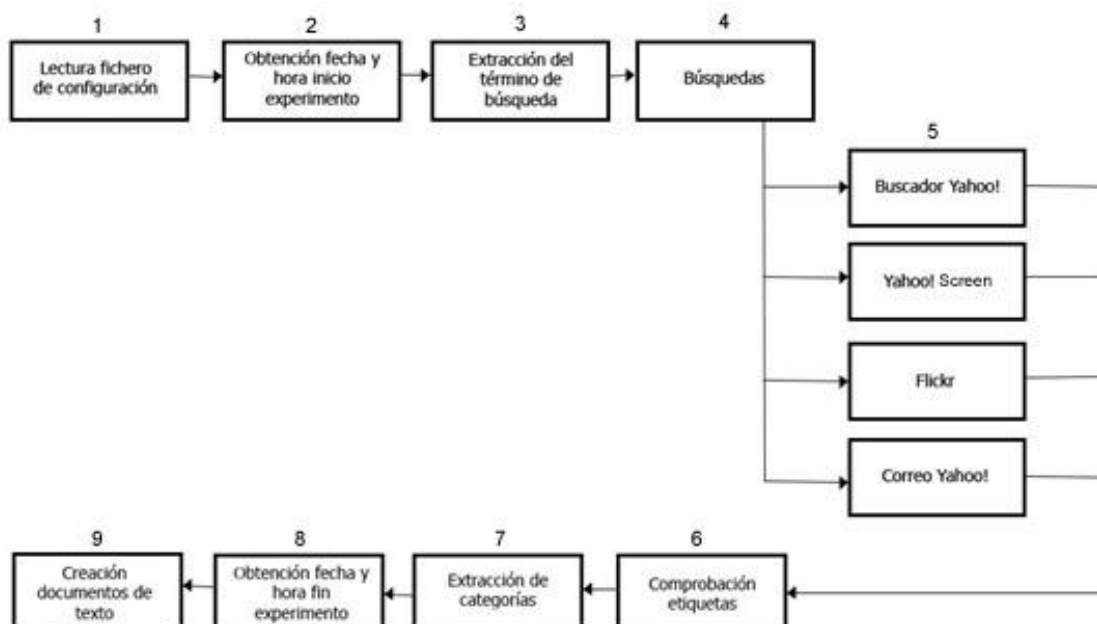 1
Lectura fichero
de configuración
2
Obtención fecha y
hora inicio
experimento
3
Extracción del
término de
búsqueda
4
Búsquedas
5
Buscador Yahoo!
Yahoo! Screen
Flickr
Correo Yahoo!
6
Comprobación
etiquetas
7
Extracción de
categorías
8
Obtención fecha y
hora fin
experimento
9
Creación
documentos de
texto